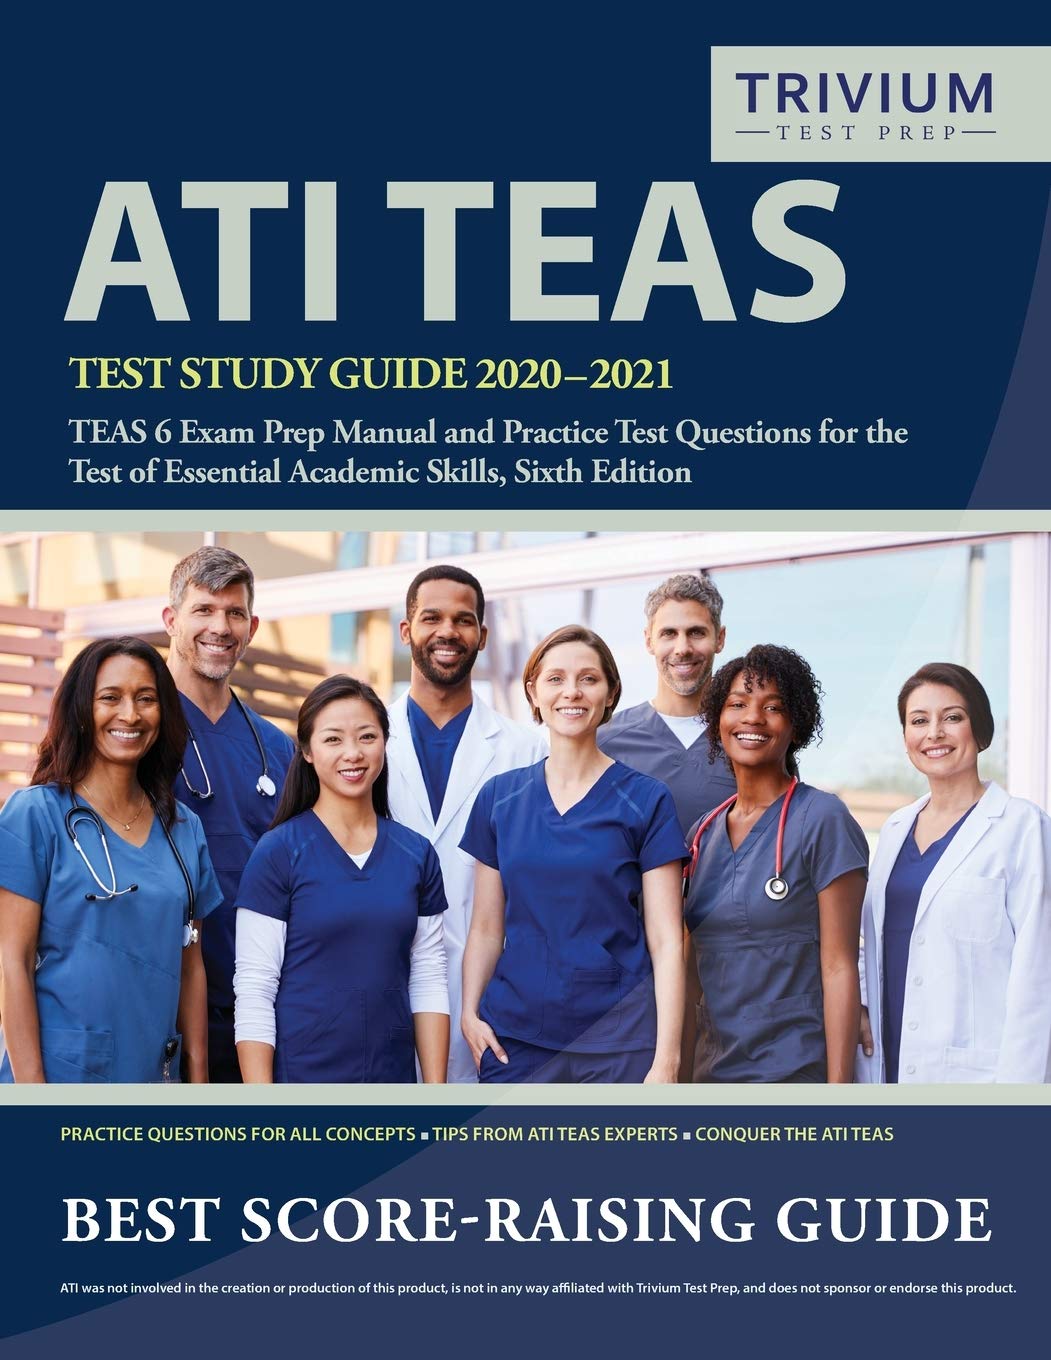 TRIVIUM
TEST PREP
ATI TEAS
TEST STUDY GUIDE 2020–2021
TEAS 6 Exam Prep Manual and Practice Test Questions for the
Test of Essential Academic Skills, Sixth Edition
PRACTICE QUESTIONS FOR ALL CONCEPTS ▪ TIPS FROM ATI TEAS EXPERTS ▪ CONQUER THE ATI TEAS
BEST SCORE-RAISING GUIDE
ATI was not involved in the creation or production of this product, is not in any way affiliated with Trivium Test Prep, and does not sponsor or endorse this product.